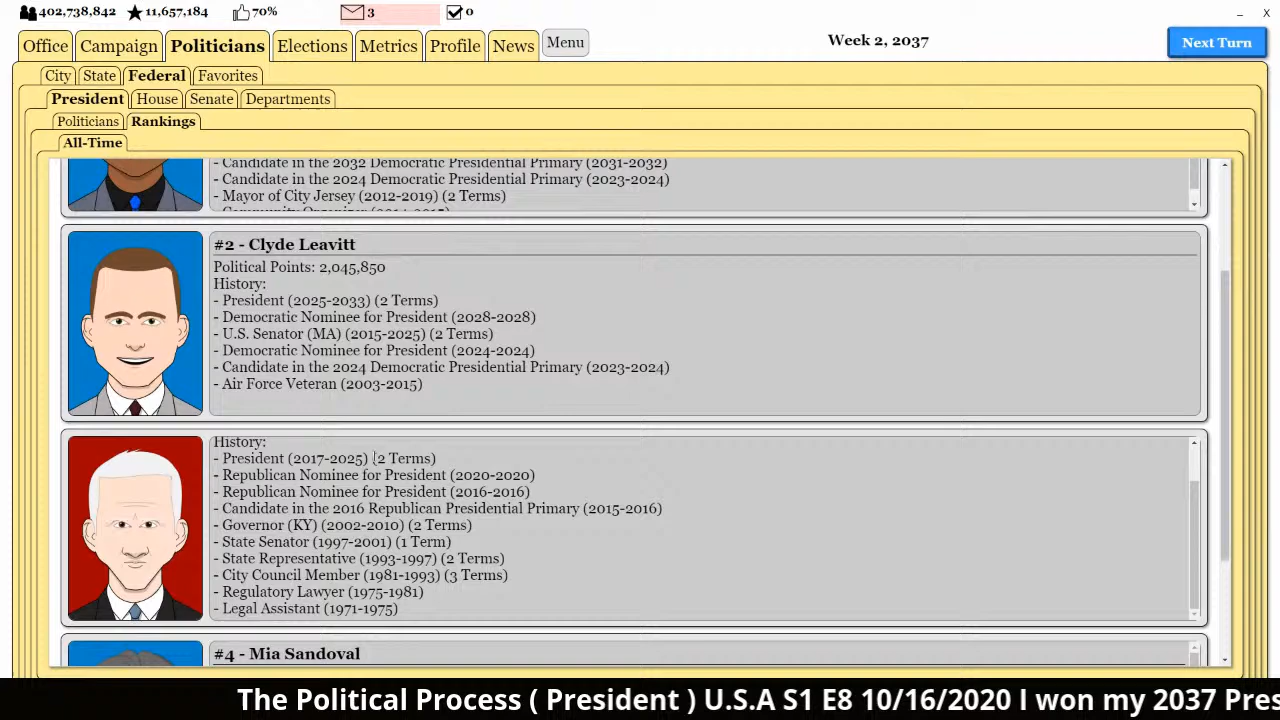 402,738,842 11,657,184 70% 3 0
_ X
Office Campaign Politicians Elections Metrics Profile News Menu Week 2, 2037 Next Turn
City State Federal Favorites
President House Senate Departments
Politicians Rankings
All-Time
- Candidate in the 2032 Democratic Presidential Primary (2031-2032)
- Candidate in the 2024 Democratic Presidential Primary (2023-2024)
- Mayor of City Jersey (2012-2019) (2 Terms)
#2 - Clyde Leavitt
Political Points: 2,045,850
History:
- President (2025-2033) (2 Terms)
- Democratic Nominee for President (2028-2028)
- U.S. Senator (MA) (2015-2025) (2 Terms)
- Democratic Nominee for President (2024-2024)
- Candidate in the 2024 Democratic Presidential Primary (2023-2024)
- Air Force Veteran (2003-2015)
History:
- President (2017-2025) (2 Terms)
- Republican Nominee for President (2020-2020)
- Republican Nominee for President (2016-2016)
- Candidate in the 2016 Republican Presidential Primary (2015-2016)
- Governor (KY) (2002-2010) (2 Terms)
- State Senator (1997-2001) (1 Term)
- State Representative (1993-1997) (2 Terms)
- City Council Member (1981-1993) (3 Terms)
- Regulatory Lawyer (1975-1981)
- Legal Assistant (1971-1975)
#4 - Mia Sandoval
The Political Process ( President ) U.S.A S1 E8 10/16/2020 I won my 2037 Pres